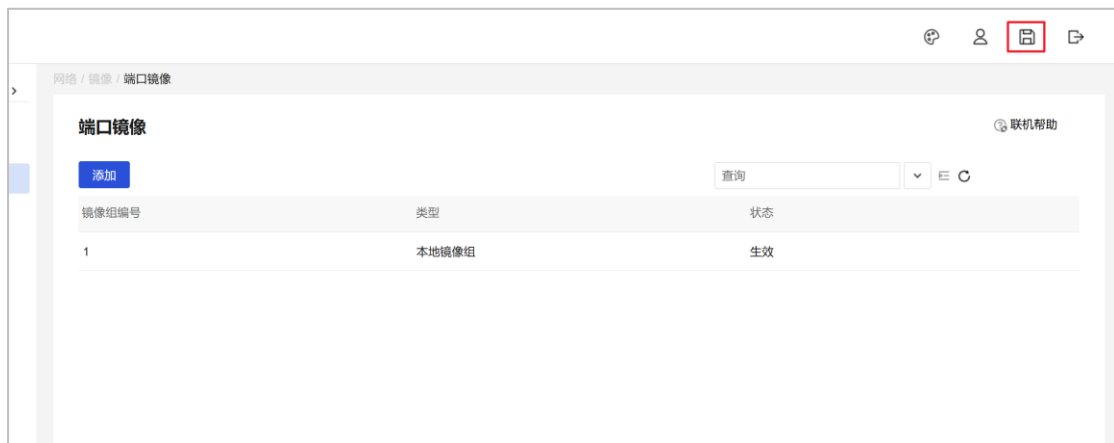 网络 / 镜像 / 端口镜像
端口镜像
联机帮助
添加
查询
镜像组编号 类型 状态
1 本地镜像组 生效